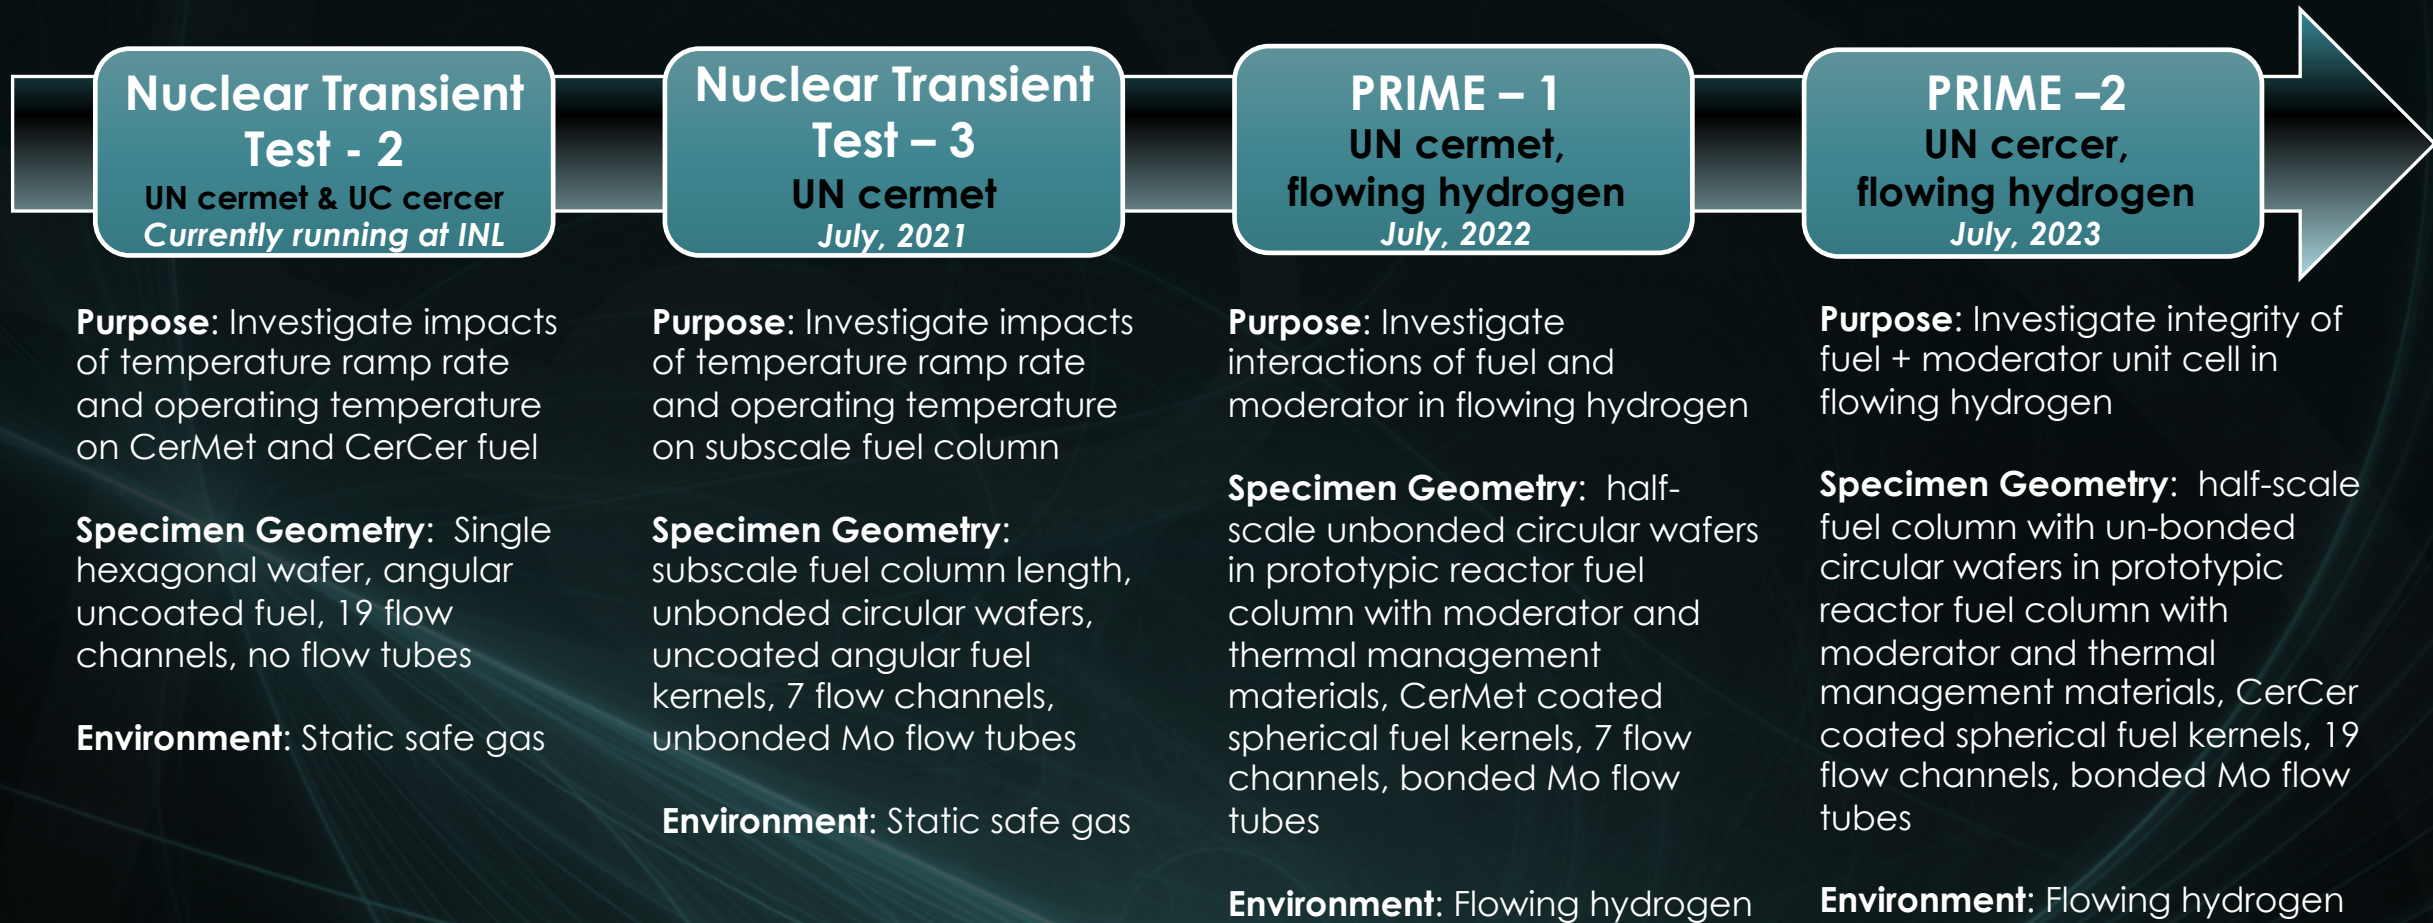 Nuclear Transient
Test - 2
UN cermet & UC cercer
Currently running at INL
Purpose: Investigate impacts
of temperature ramp rate
and operating temperature
on CerMet and CerCer fuel
Specimen Geometry:  Single
hexagonal wafer, angular
uncoated fuel, 19 flow
channels, no flow tubes
Environment: Static safe gas
Nuclear Transient
Test – 3
UN cermet
July, 2021
Purpose: Investigate impacts
of temperature ramp rate
and operating temperature
on subscale fuel column
Specimen Geometry:
subscale fuel column length,
unbonded circular wafers,
uncoated angular fuel
kernels, 7 flow channels,
unbonded Mo flow tubes
Environment: Static safe gas
PRIME – 1
UN cermet,
flowing hydrogen
July, 2022
Purpose: Investigate
interactions of fuel and
moderator in flowing hydrogen
Specimen Geometry:  half-
scale unbonded circular wafers
in prototypic reactor fuel
column with moderator and
thermal management
materials, CerMet coated
spherical fuel kernels, 7 flow
channels, bonded Mo flow
tubes
Environment: Flowing hydrogen
PRIME –2
UN cercer,
flowing hydrogen
July, 2023
Purpose: Investigate integrity of
fuel + moderator unit cell in
flowing hydrogen
Specimen Geometry:  half-scale
fuel column with un-bonded
circular wafers in prototypic
reactor fuel column with
moderator and thermal
management materials, CerCer
coated spherical fuel kernels, 19
flow channels, bonded Mo flow
tubes
Environment: Flowing hydrogen